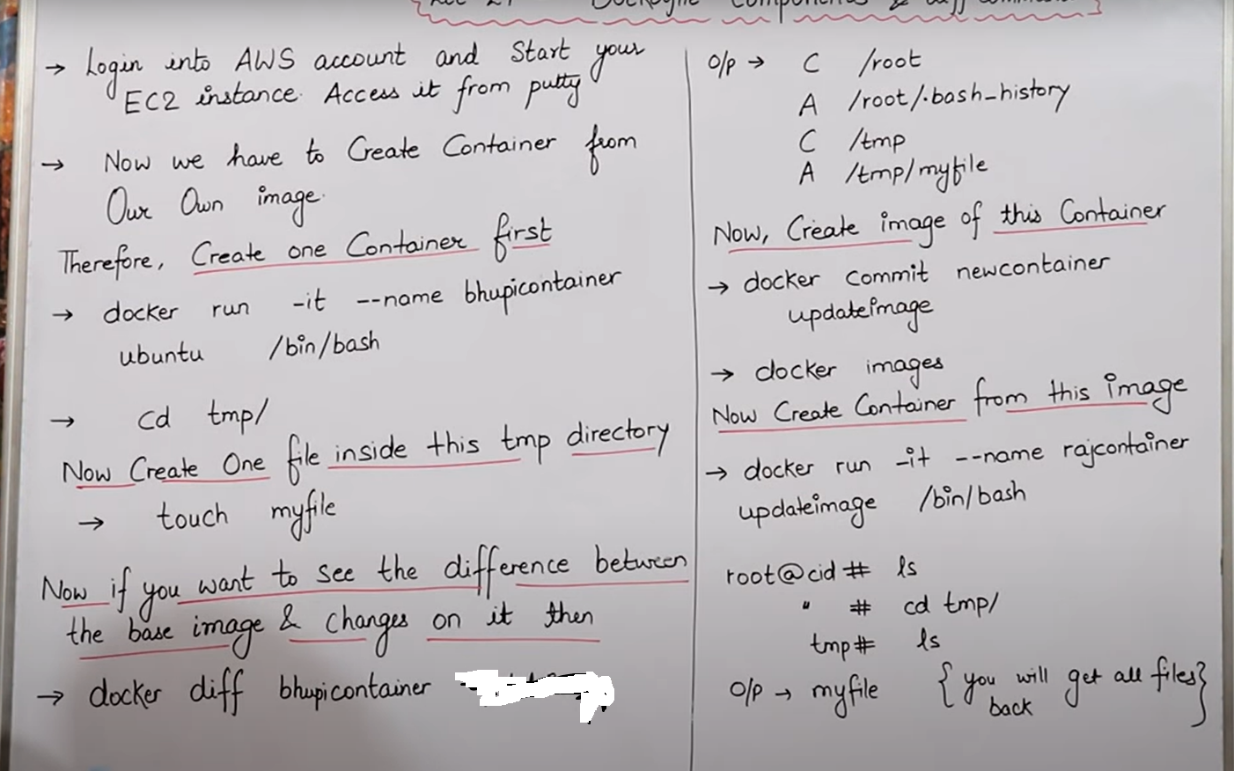 Components &
→ Login into AWS account and Start your
EC2 instance. Access it from putty
→ Now we have to Create Container from
Our Own image.
Therefore, Create one Container first
→ docker run -it --name bhupicontainer
ubuntu /bin/bash
→ cd tmp/
Now Create One file inside this tmp directory
→ touch myfile
Now if you want to see the difference between
the base image & changes on it then
→ docker diff bhupicontainer
O/p → C /root
A /root/.bash_history
C /tmp
A /tmp/myfile
Now, Create image of this Container
→ docker commit newcontainer
updateimage
→ docker images
Now Create Container from this image
→ docker run -it --name rajcontainer
updateimage /bin/bash
root@cid # ls
" # cd tmp/
tmp# ls
O/p → myfile { you will get all files}
back